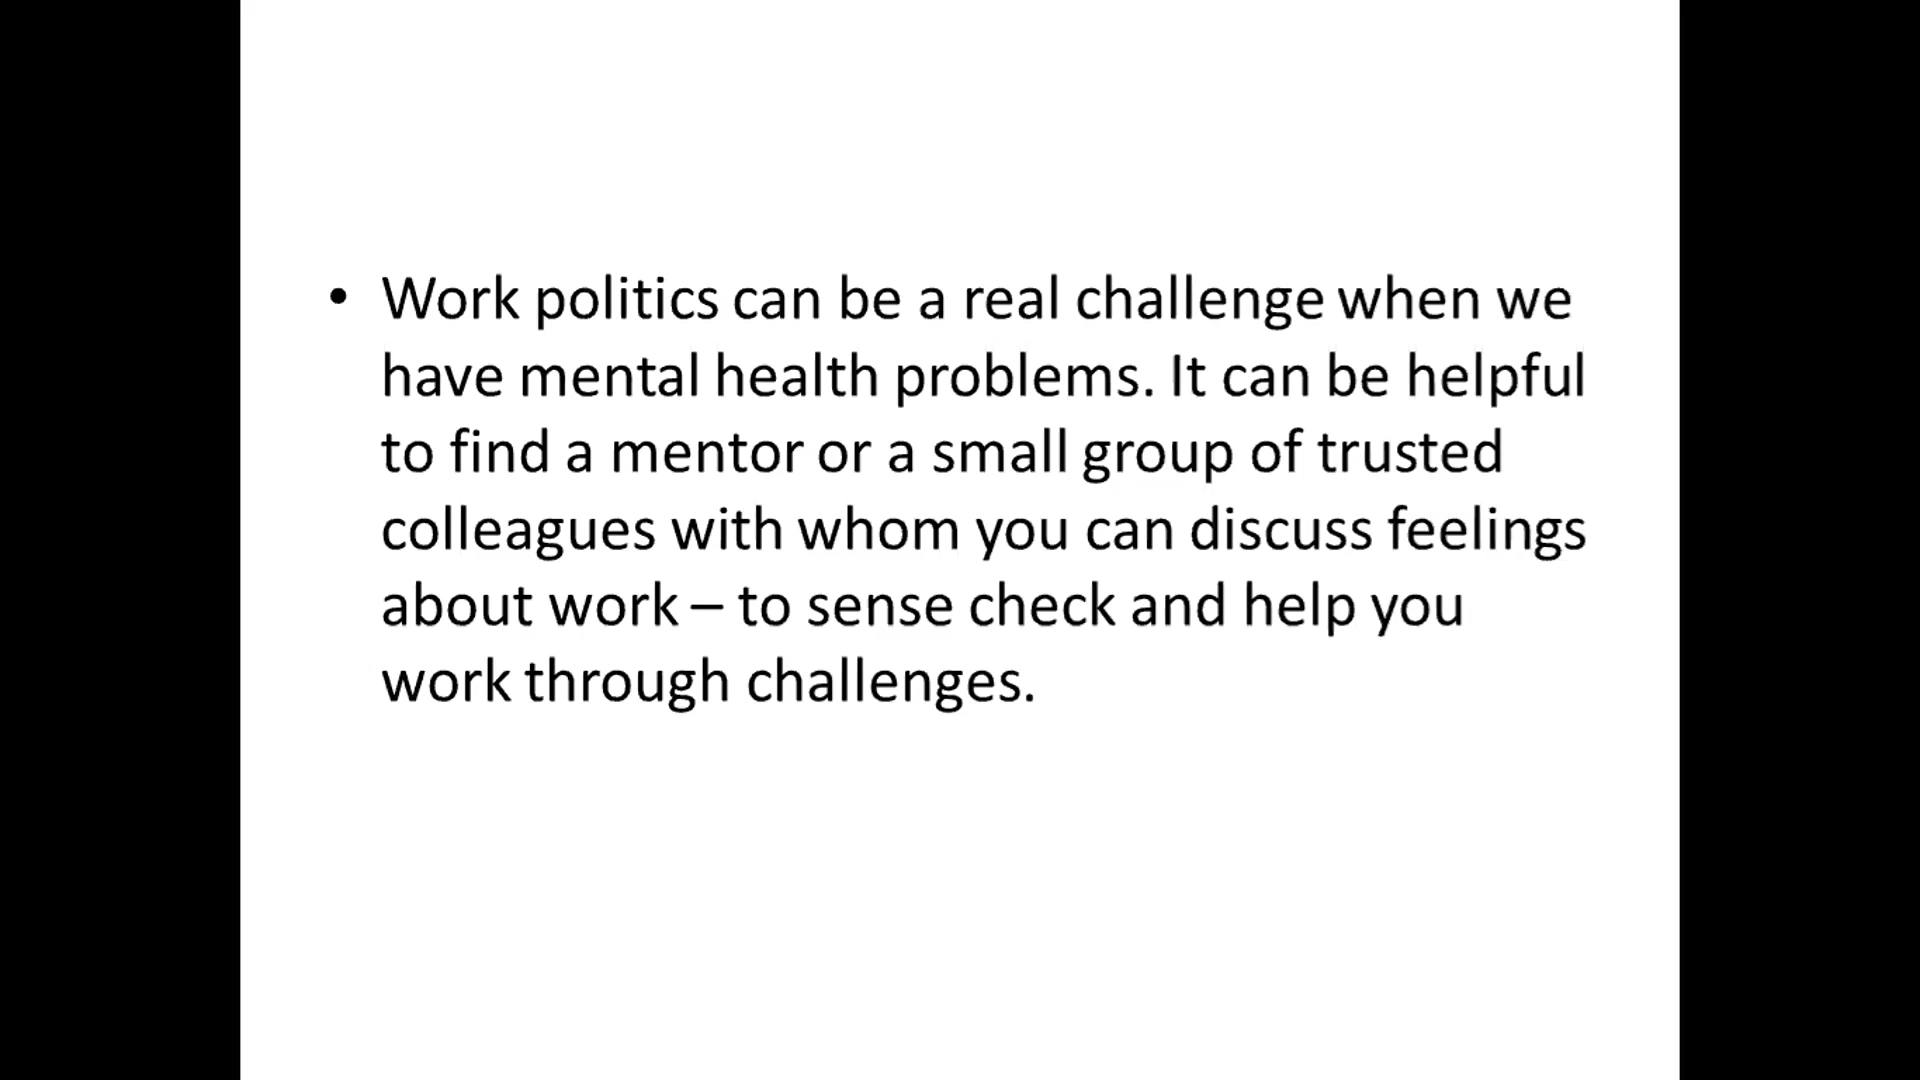 • Work politics can be a real challenge when we
have mental health problems. It can be helpful
to find a mentor or a small group of trusted
colleagues with whom you can discuss feelings
about work – to sense check and help you
work through challenges.